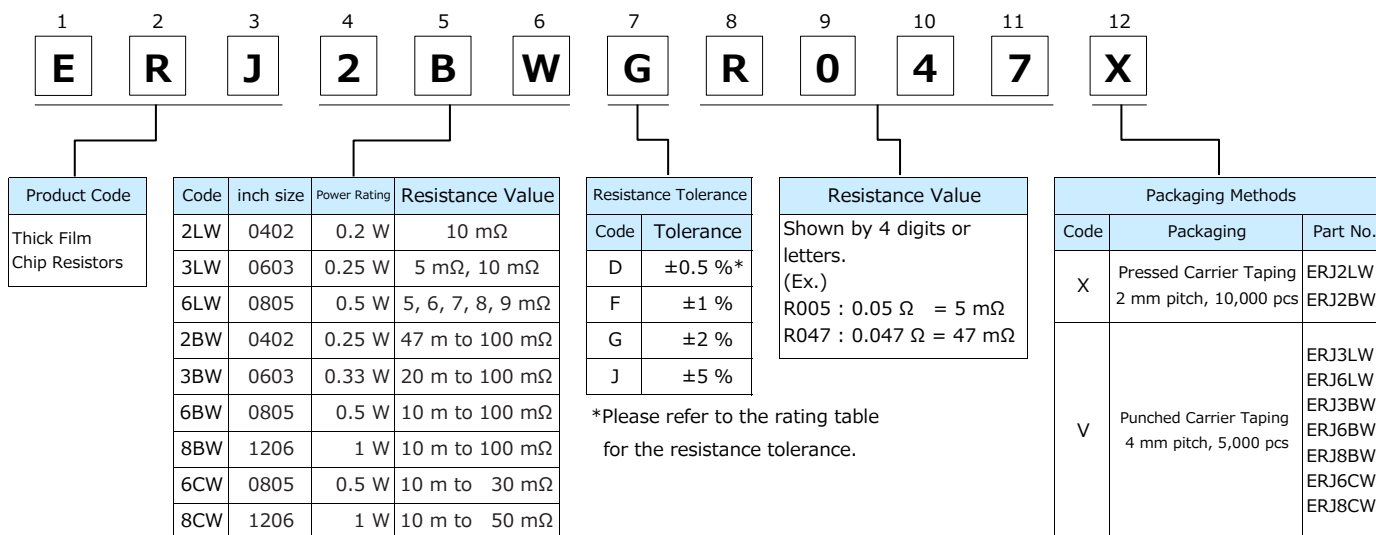 1 2 3 4 5 6 7 8 9 10 11 12
E R J 2 B W G R 0 4 7 X
Product Code
Thick Film
Chip Resistors
Code inch size Power Rating Resistance Value
2LW 0402 0.2 W 10 mΩ
3LW 0603 0.25 W 5 mΩ, 10 mΩ
6LW 0805 0.5 W 5, 6, 7, 8, 9 mΩ
2BW 0402 0.25 W 47 m to 100 mΩ
3BW 0603 0.33 W 20 m to 100 mΩ
6BW 0805 0.5 W 10 m to 100 mΩ
8BW 1206 1 W 10 m to 100 mΩ
6CW 0805 0.5 W 10 m to 30 mΩ
8CW 1206 1 W 10 m to 50 mΩ
Resistance Tolerance
Code Tolerance
D ±0.5 %*
F ±1 %
G ±2 %
J ±5 %
*Please refer to the rating table
for the resistance tolerance.
Resistance Value
Shown by 4 digits or
letters.
(Ex.)
R005 : 0.05 Ω = 5 mΩ
R047 : 0.047 Ω = 47 mΩ
Packaging Methods
Code Packaging Part No.
X Pressed Carrier Taping
2 mm pitch, 10,000 pcs
ERJ2LW
ERJ2BW
V Punched Carrier Taping
4 mm pitch, 5,000 pcs
ERJ3LW
ERJ6LW
ERJ3BW
ERJ6BW
ERJ8BW
ERJ6CW
ERJ8CW